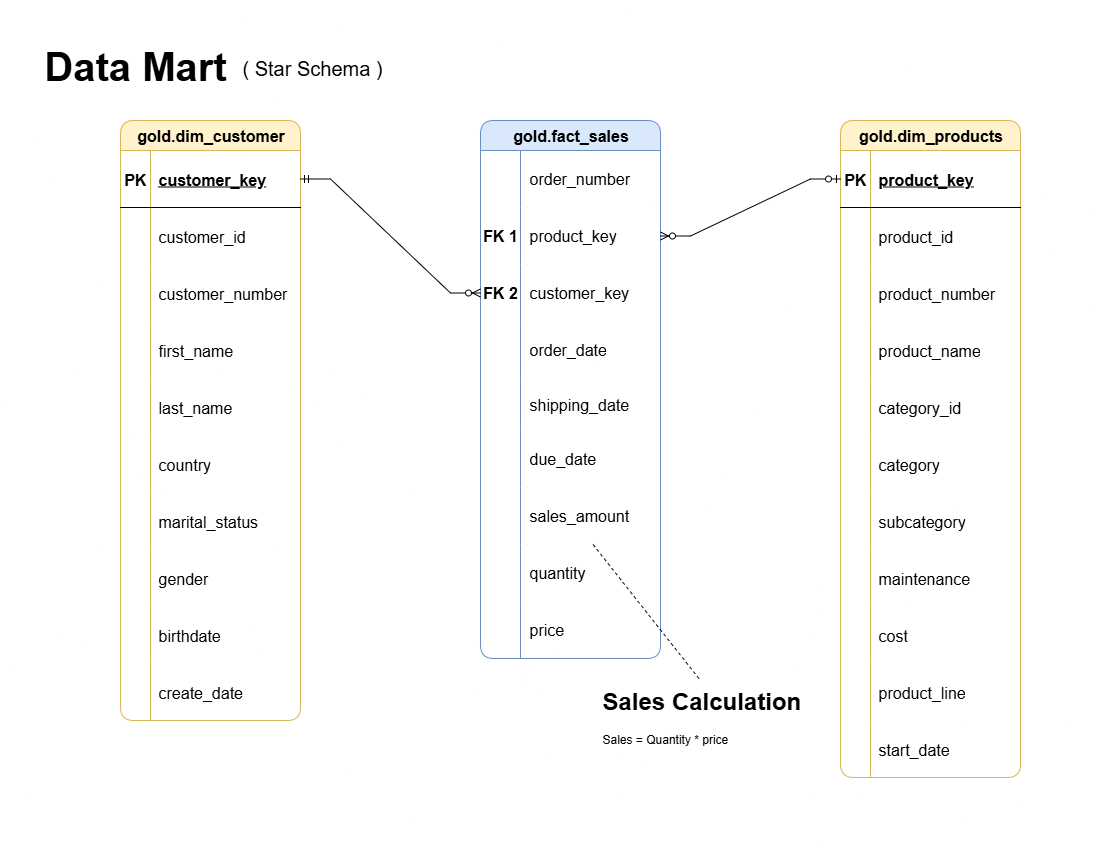 Data Mart ( Star Schema )
gold.dim_customer
PK customer_key
customer_id
customer_number
first_name
last_name
country
marital_status
gender
birthdate
create_date
gold.fact_sales
order_number
FK 1 product_key
FK 2 customer_key
order_date
shipping_date
due_date
sales_amount
quantity
price
Sales Calculation
Sales = Quantity * price
gold.dim_products
PK product_key
product_id
product_number
product_name
category_id
category
subcategory
maintenance
cost
product_line
start_date